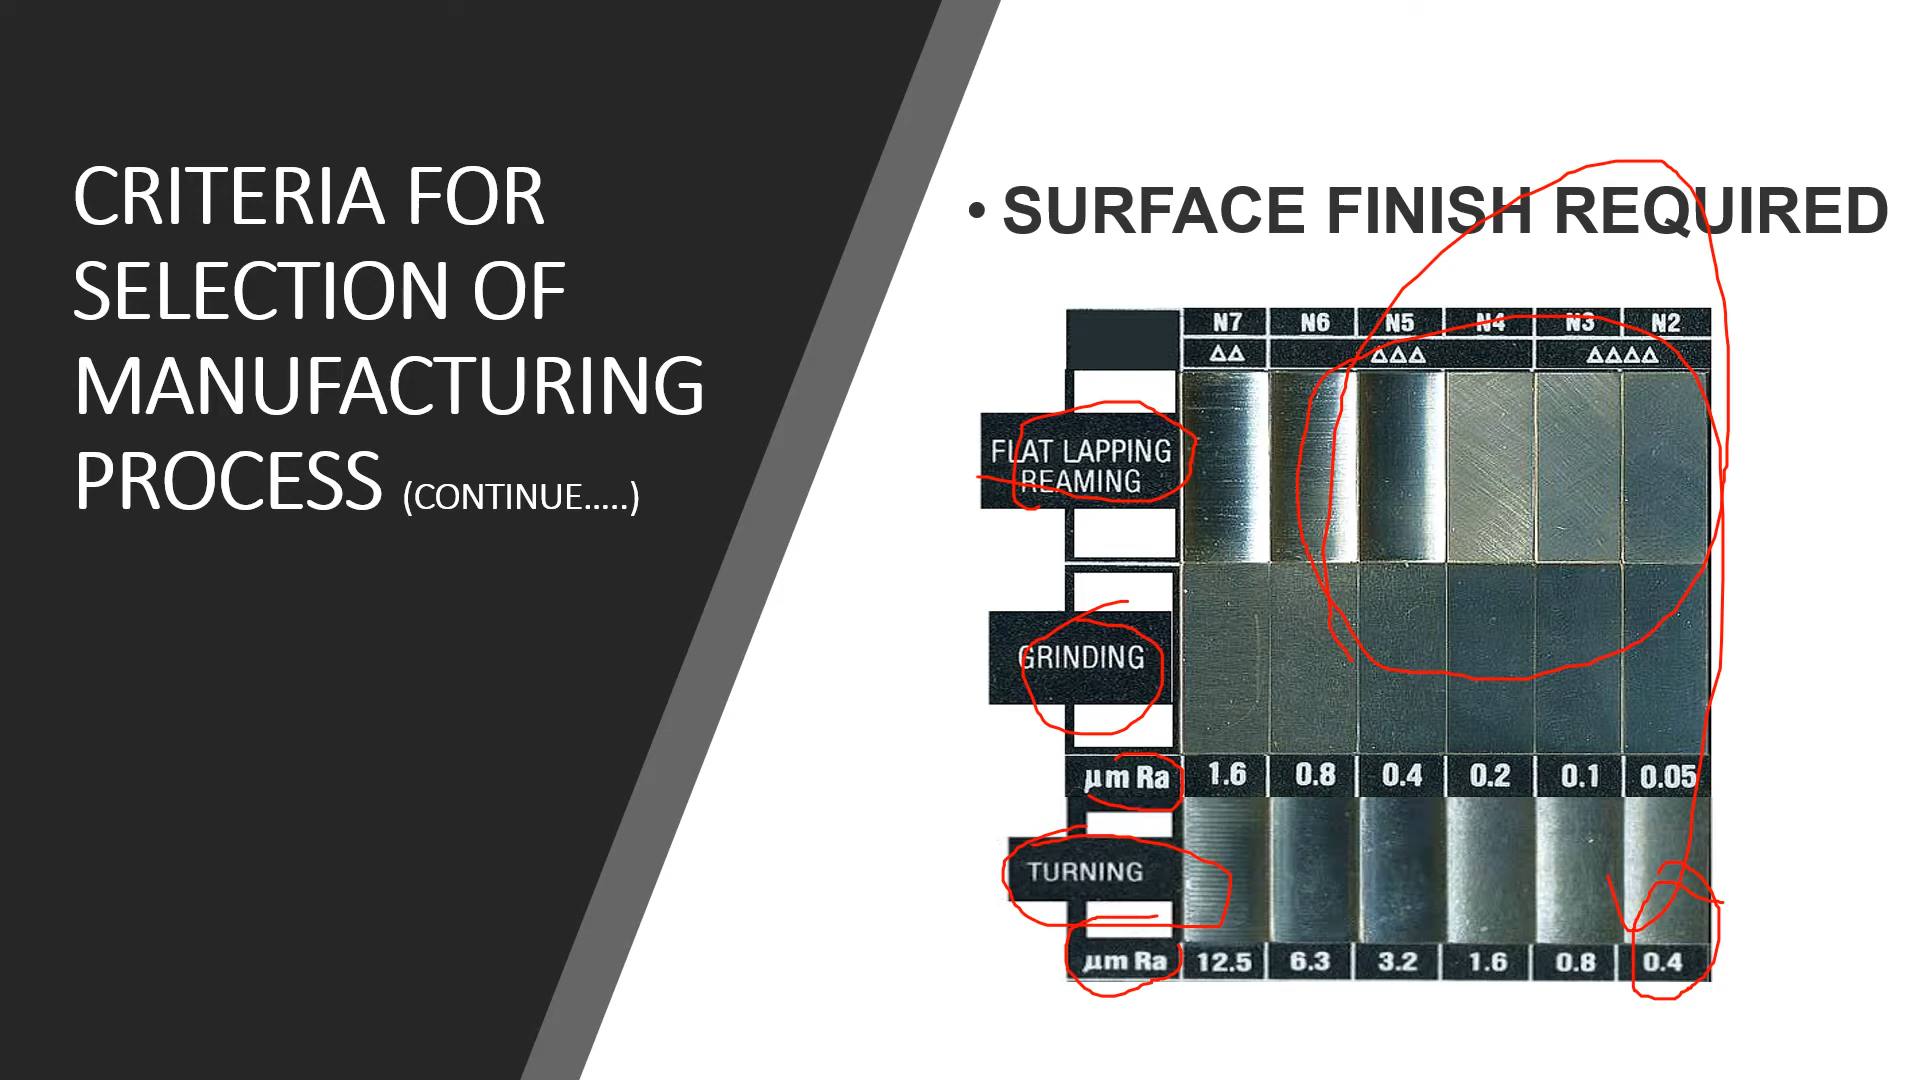 CRITERIA FOR
SELECTION OF
MANUFACTURING
PROCESS (CONTINUE.....)
• SURFACE FINISH REQUIRED
N7 N6 N5 N4 N3 N2
ΔΔ ΔΔΔ ΔΔΔΔ
FLAT LAPPING
REAMING
GRINDING
µm Ra 1.6 0.8 0.4 0.2 0.1 0.05
TURNING
µm Ra 12.5 6.3 3.2 1.6 0.8 0.4